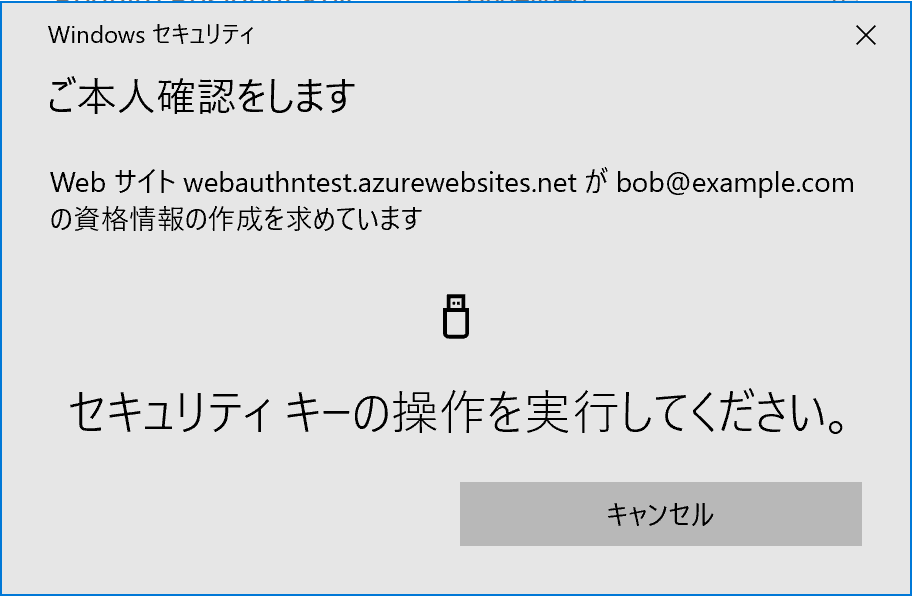 Windows セキュリティ
ご本人確認をします
Web サイト webauthntest.azurewebsites.net が bob@example.com
の資格情報の作成を求めています
セキュリティ キーの操作を実行してください。
キャンセル